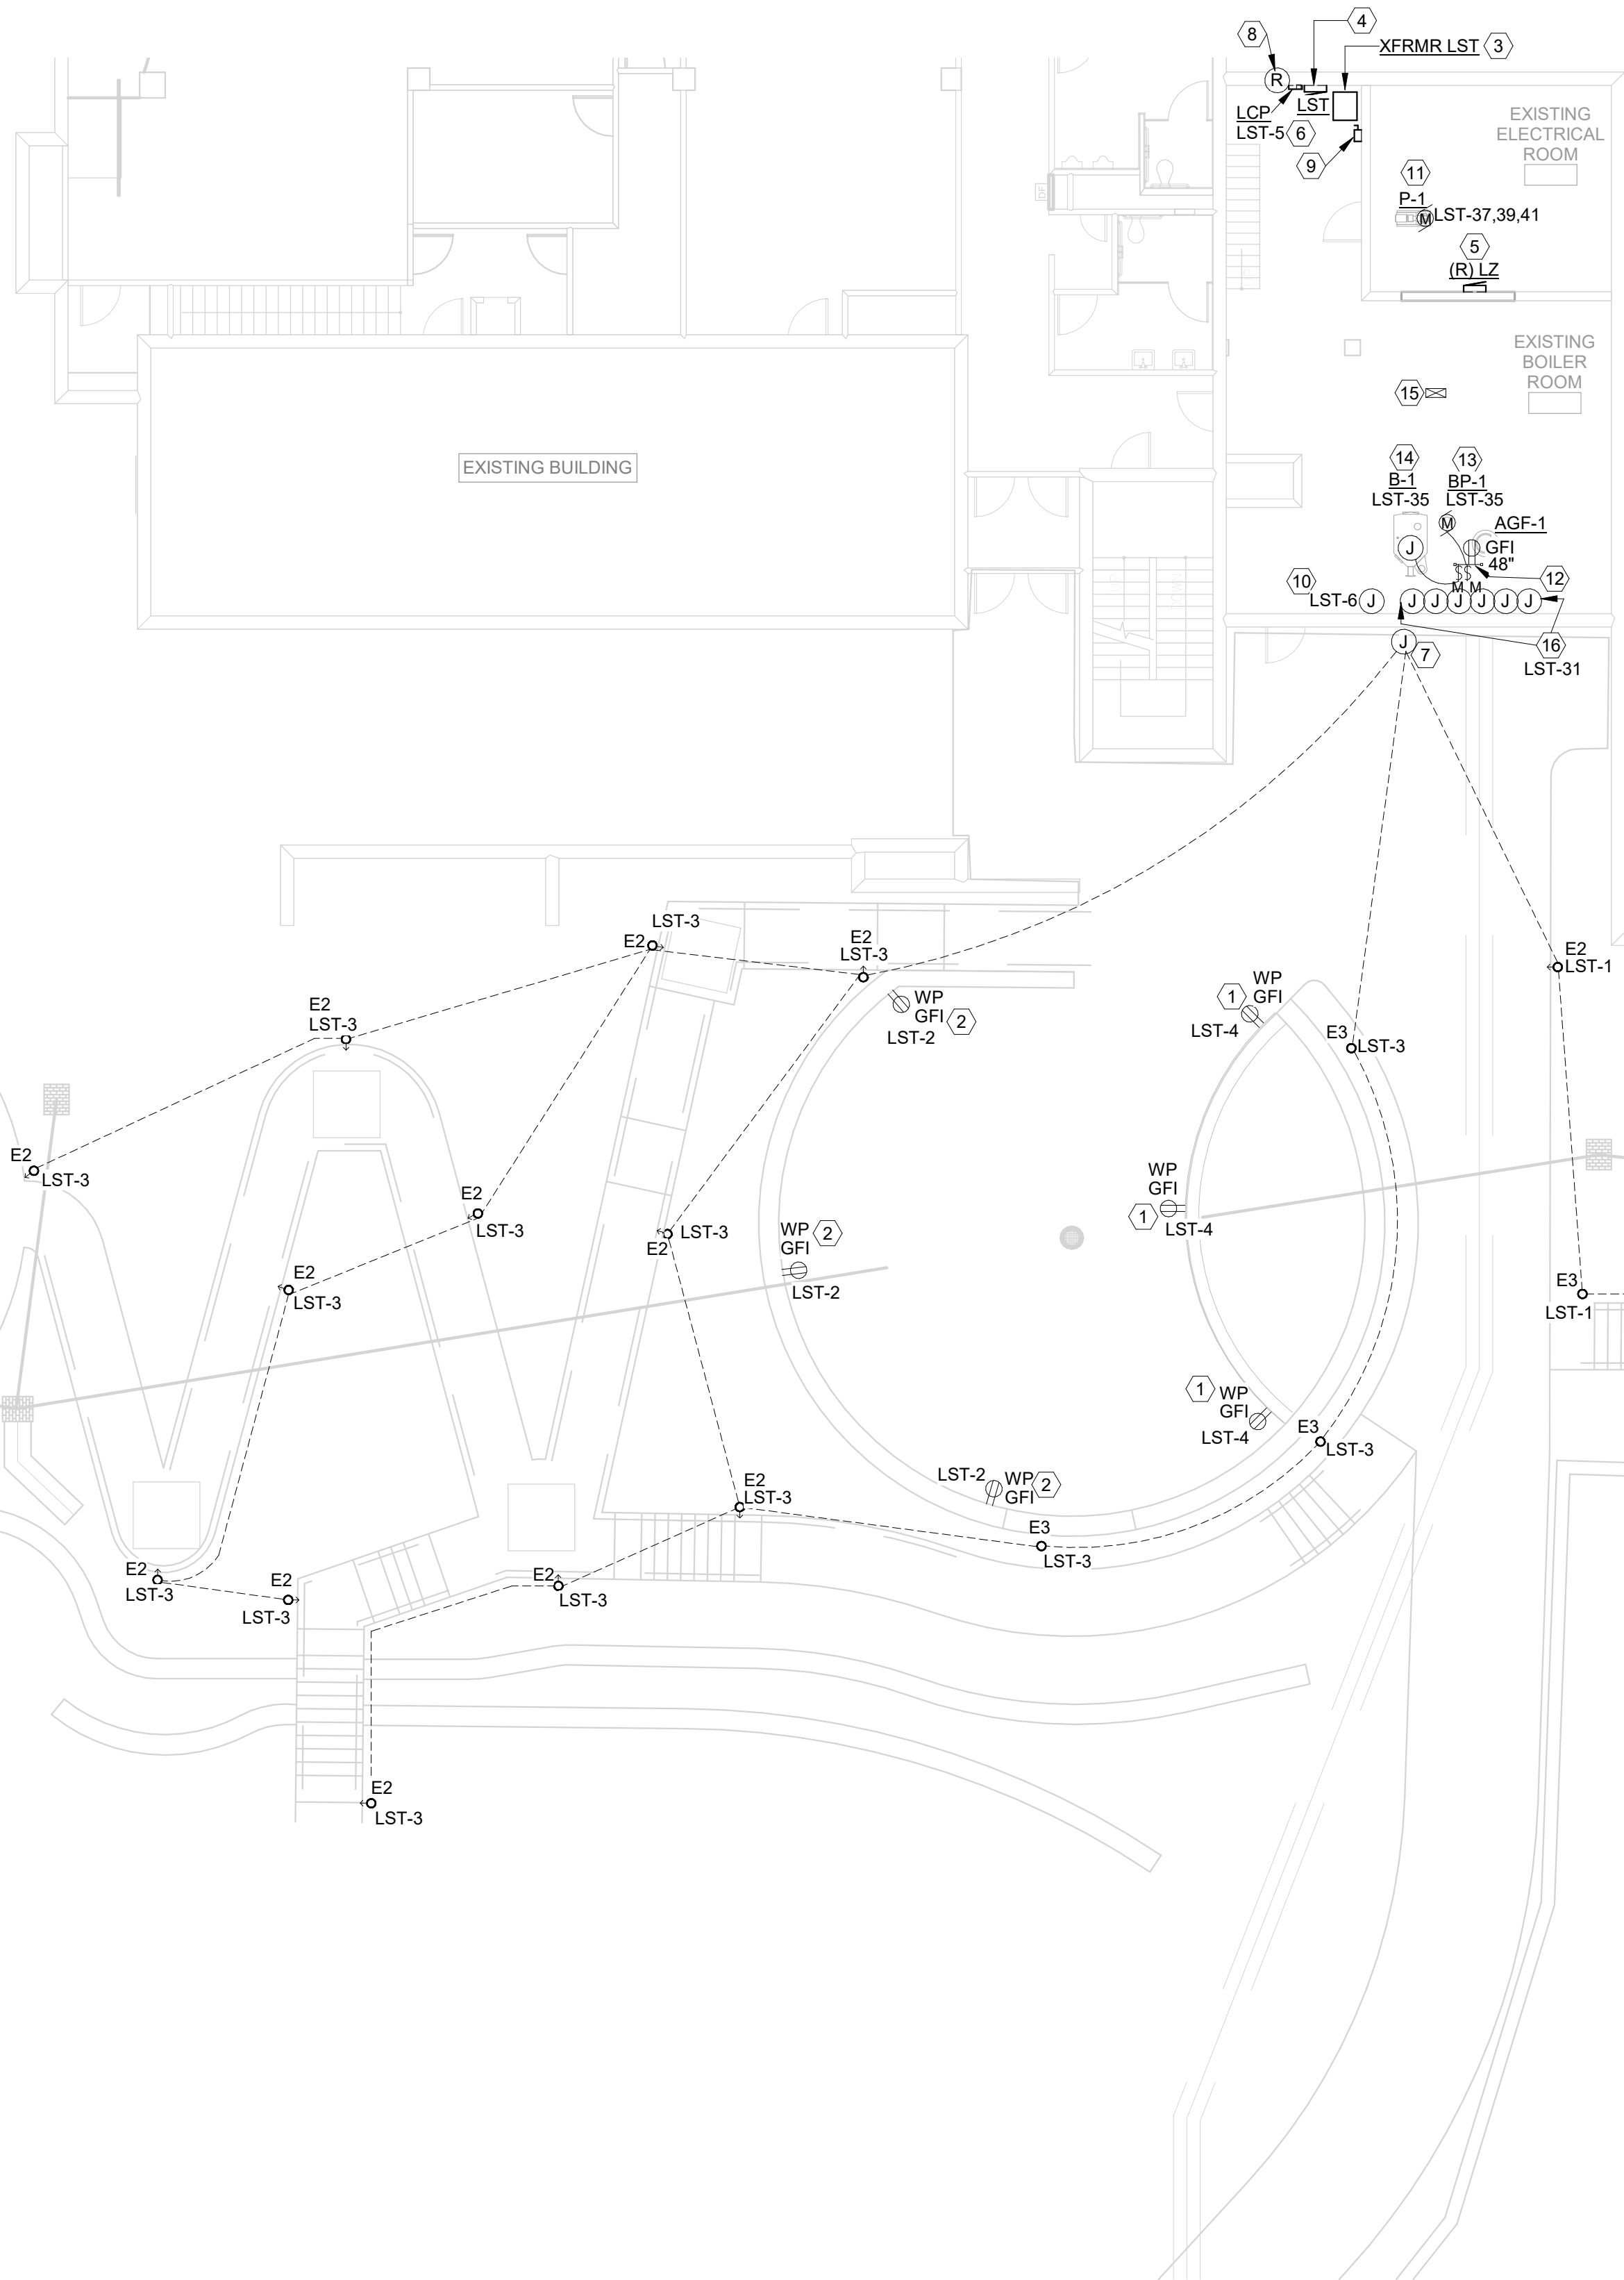 4
8
XFRMR LST
3
R
LCP
LST-5
6
LST
9
EXISTING
ELECTRICAL
ROOM
11
P-1
M
LST-37,39,41
5
(R) LZ
DF
EXISTING
BOILER
ROOM
15
EXISTING BUILDING
14
B-1
LST-35
13
BP-1
LST-35
M
AGF-1
J
GFI
48"
$
$
M
M
12
10
LST-6
J
J
J
J
J
J
J
16
LST-31
J
7
LST-3
E2
E2
LST-3
E2
LST-1
E2
LST-3
WP
GFI
2
LST-2
1
WP
GFI
LST-4
E3
LST-3
E2
LST-3
E2
LST-3
WP
GFI
1
LST-4
LST-3
E2
WP
GFI
2
LST-2
E2
LST-3
E3
LST-1
1
WP
GFI
LST-4
E3
LST-3
LST-2
WP
GFI
2
E2
LST-3
E3
LST-3
E2
LST-3
E2
LST-3
E2
LST-3
E2
LST-3